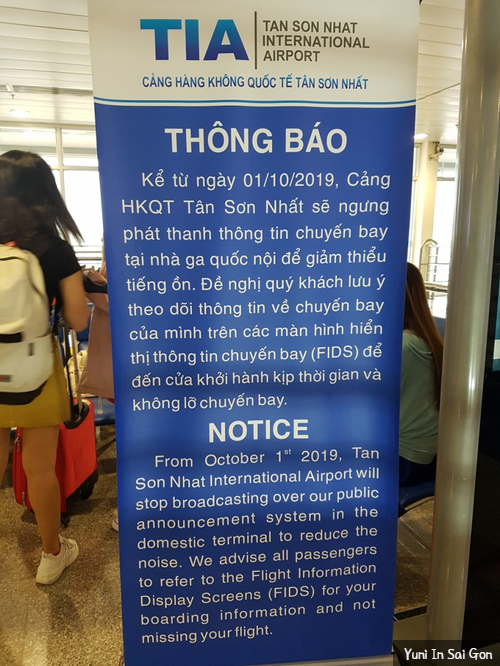 TIA
TAN SON NHAT
INTERNATIONAL
AIRPORT
CẢNG HÀNG KHÔNG QUỐC TẾ TÂN SƠN NHẤT
THÔNG BÁO
Kể từ ngày 01/10/2019, Cảng
HKQT Tân Sơn Nhất sẽ ngưng
phát thanh thông tin chuyến bay
tại nhà ga quốc nội để giảm thiểu
tiếng ồn. Đề nghị quý khách lưu ý
theo dõi thông tin về chuyến bay
của mình trên các màn hình hiển
thị thông tin chuyến bay (FIDS) để
đến cửa khởi hành kịp thời gian và
không lỡ chuyến bay.
NOTICE
From October 1st 2019, Tan
Son Nhat International Airport will
stop broadcasting over our public
announcement system in the
domestic terminal to reduce the
noise. We advise all passengers
to refer to the Flight Information
Display Screens (FIDS) for your
boarding information and not
missing your flight.
Yuni In Sai Gon